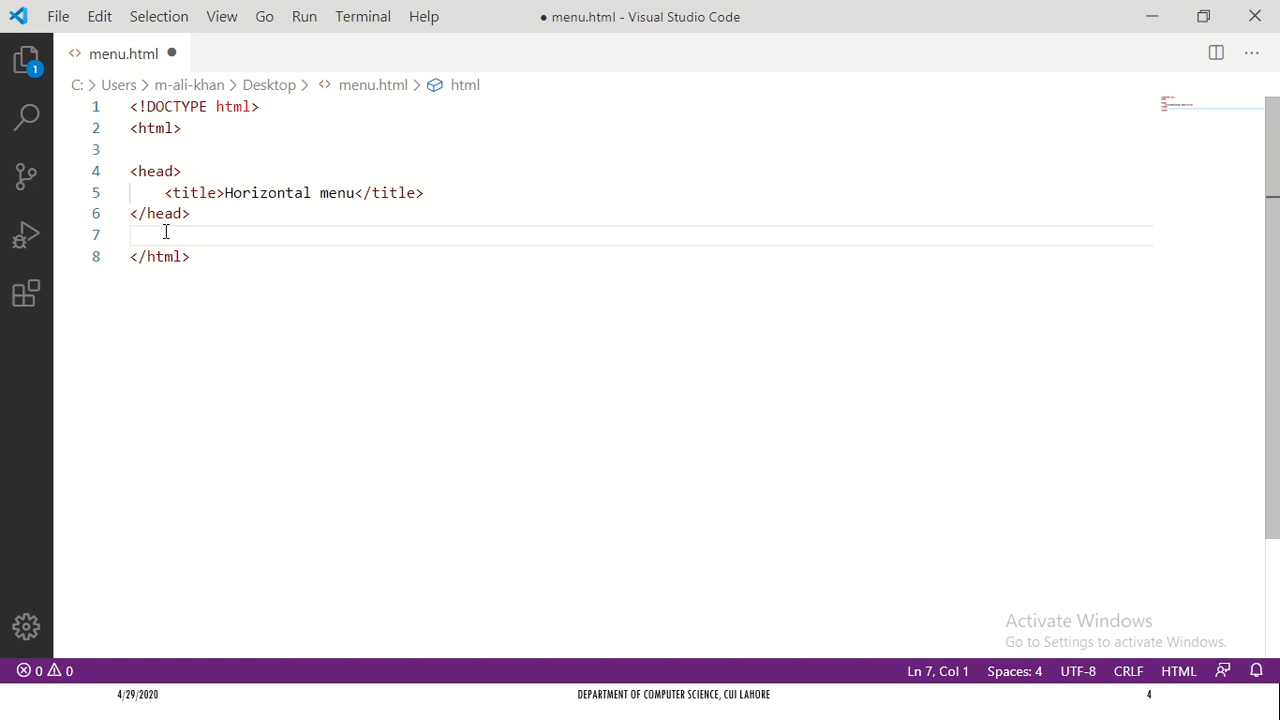 File Edit Selection View Go Run Terminal Help ● menu.html - Visual Studio Code
menu.html
C: > Users > m-ali-khan > Desktop > menu.html > html
1 <!DOCTYPE html>
2 <html>
3
4 <head>
5 <title>Horizontal menu</title>
6 </head>
7
8 </html>
1
Activate Windows
Go to Settings to activate Windows.
0 0 Ln 7, Col 1 Spaces: 4 UTF-8 CRLF HTML
4/29/2020 DEPARTMENT OF COMPUTER SCIENCE, CUI LAHORE 4